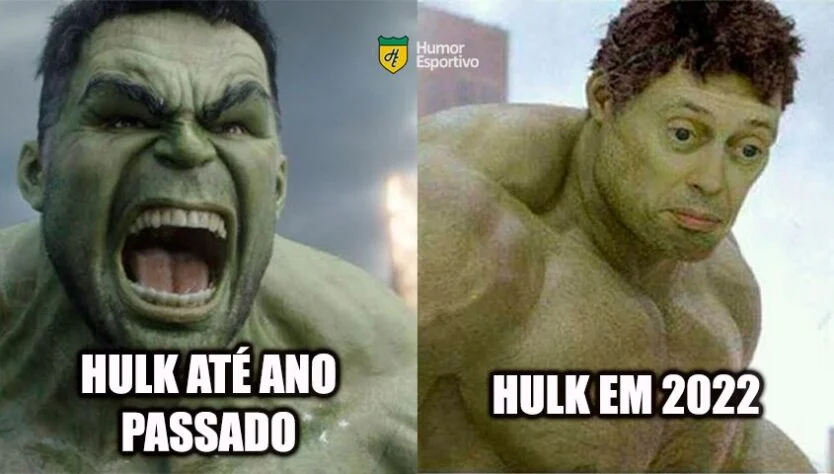 Humor
Esportivo
HULK ATÉ ANO
PASSADO
HULK EM 2022